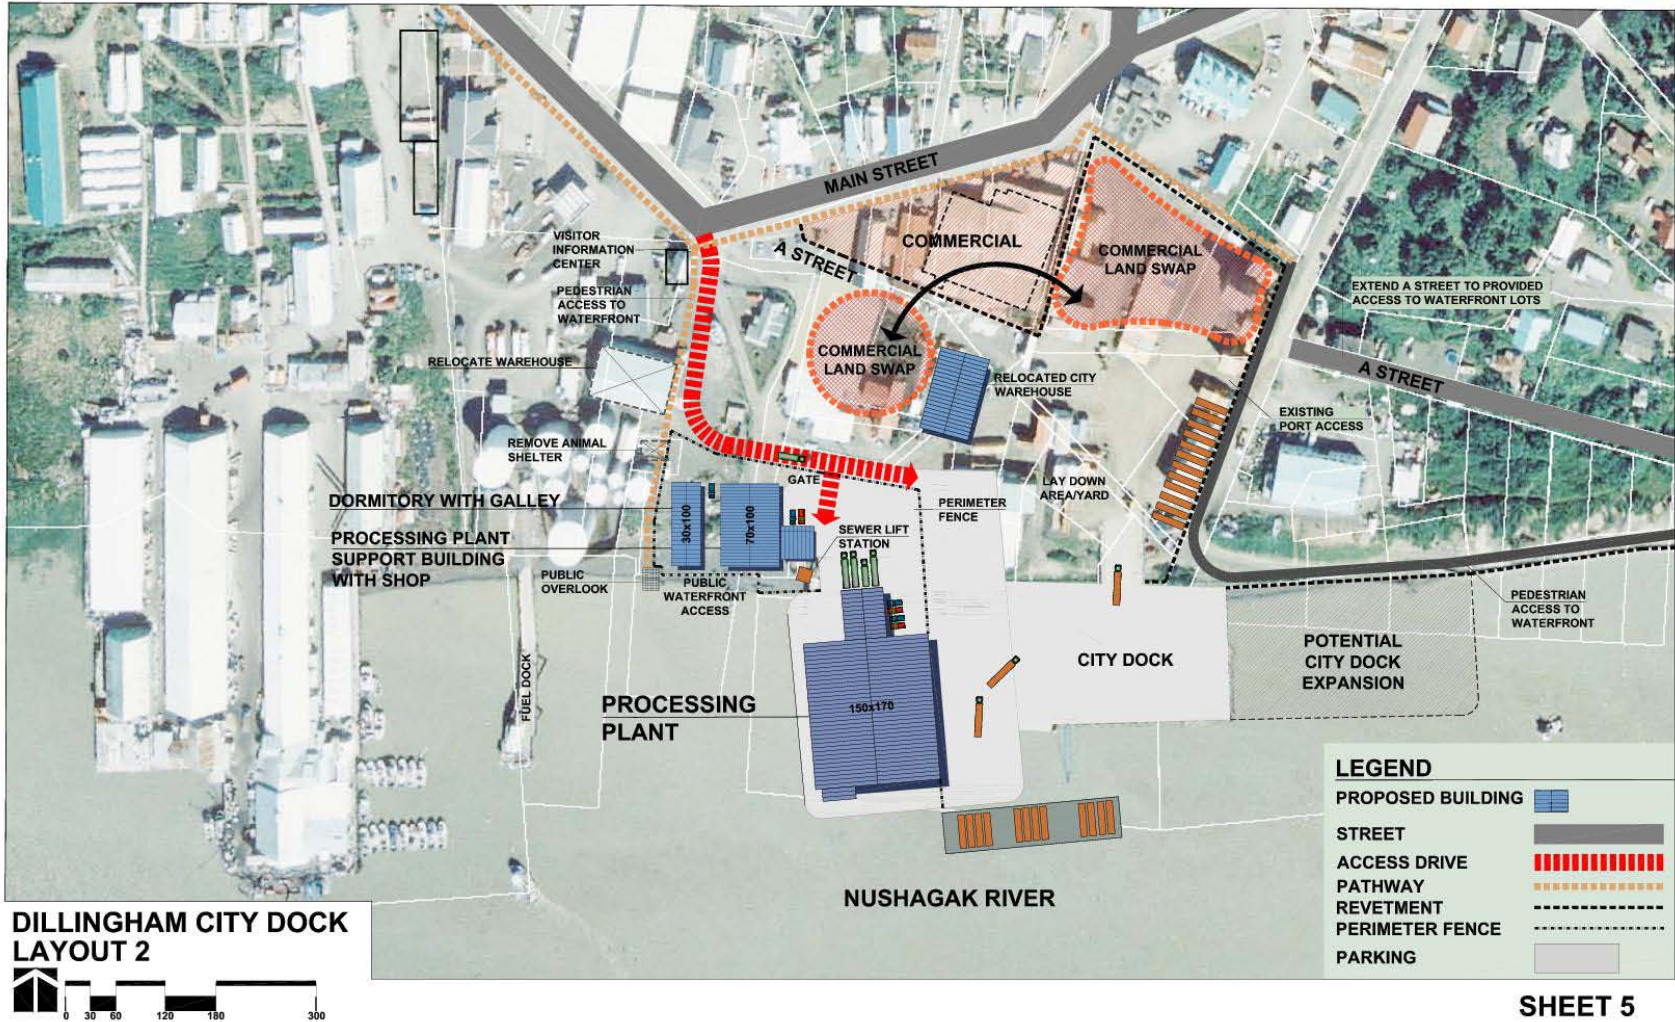 MAIN STREET
VISITOR
INFORMATION
CENTER
A STREET
COMMERCIAL
COMMERCIAL
LAND SWAP
PEDESTRIAN
ACCESS TO
WATERFRONT
EXTEND A STREET TO PROVIDED
ACCESS TO WATERFRONT LOTS
RELOCATE WAREHOUSE
COMMERCIAL
LAND SWAP
RELOCATED CITY
WAREHOUSE
A STREET
EXISTING
PORT ACCESS
REMOVE ANIMAL
SHELTER
GATE
LAY DOWN
AREA/YARD
DORMITORY WITH GALLEY
30x100
70x100
PERIMETER
FENCE
PROCESSING PLANT
SUPPORT BUILDING
WITH SHOP
SEWER LIFT
STATION
PUBLIC
OVERLOOK
PUBLIC
WATERFRONT
ACCESS
PEDESTRIAN
ACCESS TO
WATERFRONT
FUEL DOCK
CITY DOCK
POTENTIAL
CITY DOCK
EXPANSION
PROCESSING
PLANT
150x170
NUSHAGAK RIVER
LEGEND
PROPOSED BUILDING
STREET
ACCESS DRIVE
PATHWAY
REVETMENT
PERIMETER FENCE
PARKING
DILLINGHAM CITY DOCK
LAYOUT 2
0 30 60 120 180 300
SHEET 5